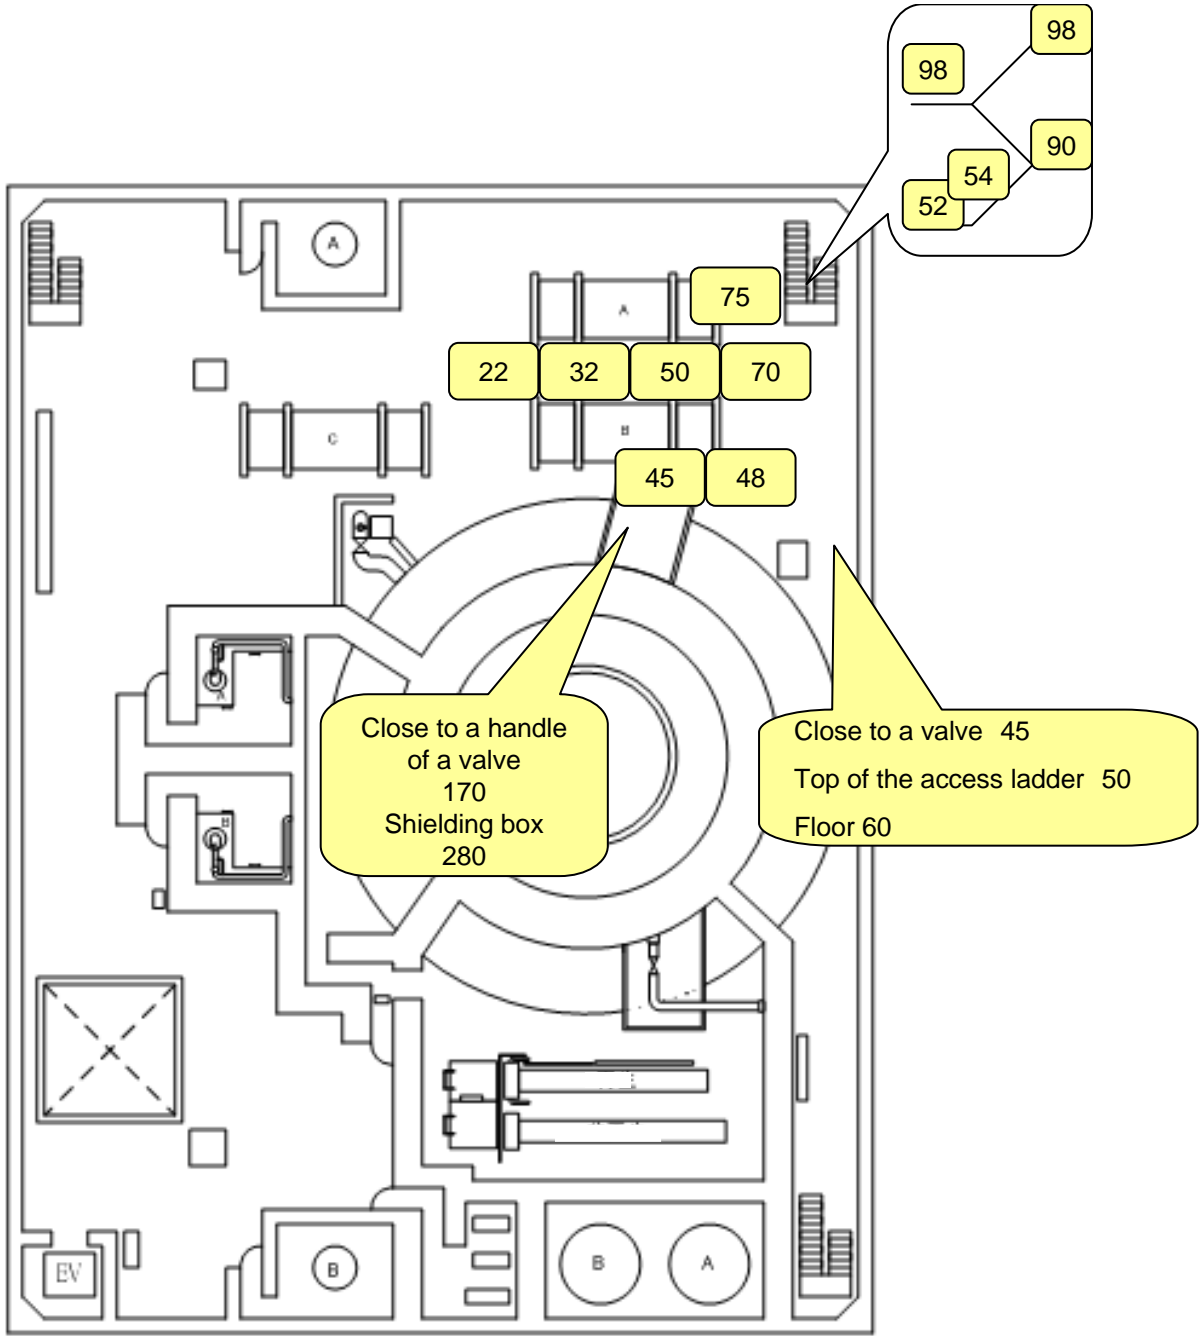 98
98
90
54
52
A
75
A
22
32
50
70
B
C
45
48
A
Close to a handle
of a valve
170
Shielding box
280
Close to a valve 45
Top of the access ladder 50
Floor 60
B
EV
B
B
A